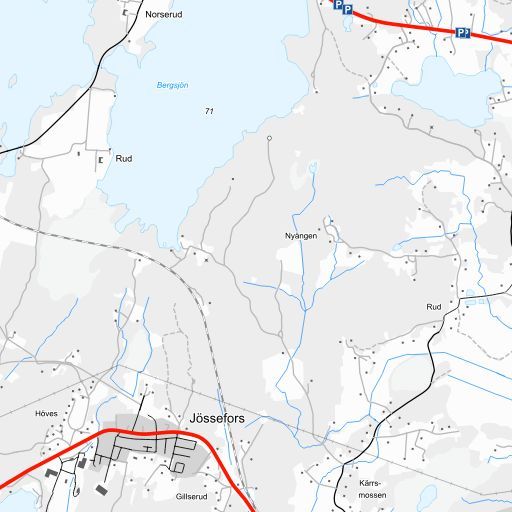 Norserud
P
P
P
Bergsjön
71
Rud
Nyängen
Rud
Höves
Jössefors
Kärrs-
mossen
Gillserud